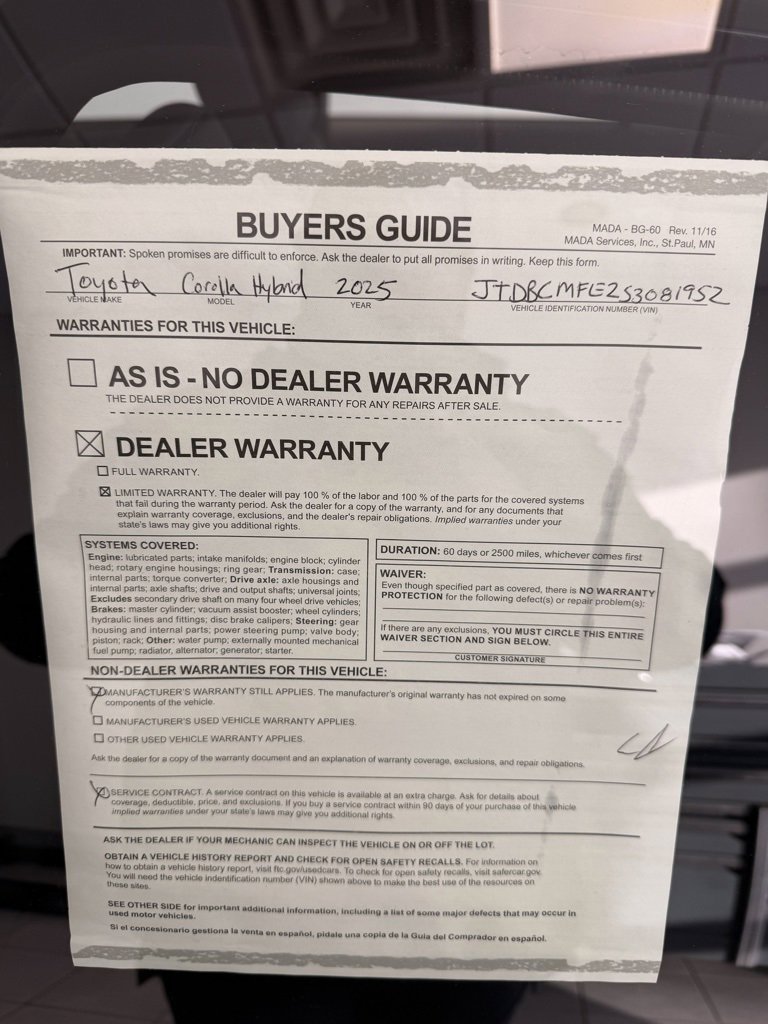 BUYERS GUIDE
MADA - BG-60 Rev. 11/16
MADA Services, Inc., St.Paul, MN
IMPORTANT: Spoken promises are difficult to enforce. Ask the dealer to put all promises in writing. Keep this form.
Toyota Corolla Hybrid 2025 JTDBCMFE2S3081952
VEHICLE MAKE MODEL YEAR VEHICLE IDENTIFICATION NUMBER (VIN)
WARRANTIES FOR THIS VEHICLE:
AS IS - NO DEALER WARRANTY
THE DEALER DOES NOT PROVIDE A WARRANTY FOR ANY REPAIRS AFTER SALE.
DEALER WARRANTY
FULL WARRANTY.
LIMITED WARRANTY. The dealer will pay 100 % of the labor and 100 % of the parts for the covered systems
that fail during the warranty period. Ask the dealer for a copy of the warranty, and for any documents that
explain warranty coverage, exclusions, and the dealer's repair obligations. Implied warranties under your
state's laws may give you additional rights.
SYSTEMS COVERED:
Engine: lubricated parts; intake manifolds; engine block; cylinder
head; rotary engine housings; ring gear; Transmission: case;
internal parts; torque converter; Drive axle: axle housings and
internal parts; axle shafts; drive and output shafts; universal joints;
Excludes secondary drive shaft on many four wheel drive vehicles;
Brakes: master cylinder; vacuum assist booster; wheel cylinders;
hydraulic lines and fittings; disc brake calipers; Steering: gear
housing and internal parts; power steering pump; valve body;
piston; rack; Other: water pump; externally mounted mechanical
fuel pump; radiator, alternator; generator; starter.
DURATION: 60 days or 2500 miles, whichever comes first
WAIVER:
Even though specified part as covered, there is NO WARRANTY
PROTECTION for the following defect(s) or repair problem(s):
If there are any exclusions, YOU MUST CIRCLE THIS ENTIRE
WAIVER SECTION AND SIGN BELOW.
CUSTOMER SIGNATURE
NON-DEALER WARRANTIES FOR THIS VEHICLE:
MANUFACTURER'S WARRANTY STILL APPLIES. The manufacturer's original warranty has not expired on some
components of the vehicle.
MANUFACTURER'S USED VEHICLE WARRANTY APPLIES.
OTHER USED VEHICLE WARRANTY APPLIES.
Ask the dealer for a copy of the warranty document and an explanation of warranty coverage, exclusions, and repair obligations.
SERVICE CONTRACT. A service contract on this vehicle is available at an extra charge. Ask for details about
coverage, deductible, price, and exclusions. If you buy a service contract within 90 days of your purchase of this vehicle
implied warranties under your state's laws may give you additional rights.
ASK THE DEALER IF YOUR MECHANIC CAN INSPECT THE VEHICLE ON OR OFF THE LOT.
OBTAIN A VEHICLE HISTORY REPORT AND CHECK FOR OPEN SAFETY RECALLS. For information on
how to obtain a vehicle history report, visit ftc.gov/usedcars. To check for open safety recalls, visit safercar.gov.
You will need the vehicle indentification number (VIN) shown above to make the best use of the resources on
these sites.
SEE OTHER SIDE for important additional information, including a list of some major defects that may occur in
used motor vehicles.
Si el concesionario gestiona la venta en español, pídale una copia de la Guía del Comprador en español.